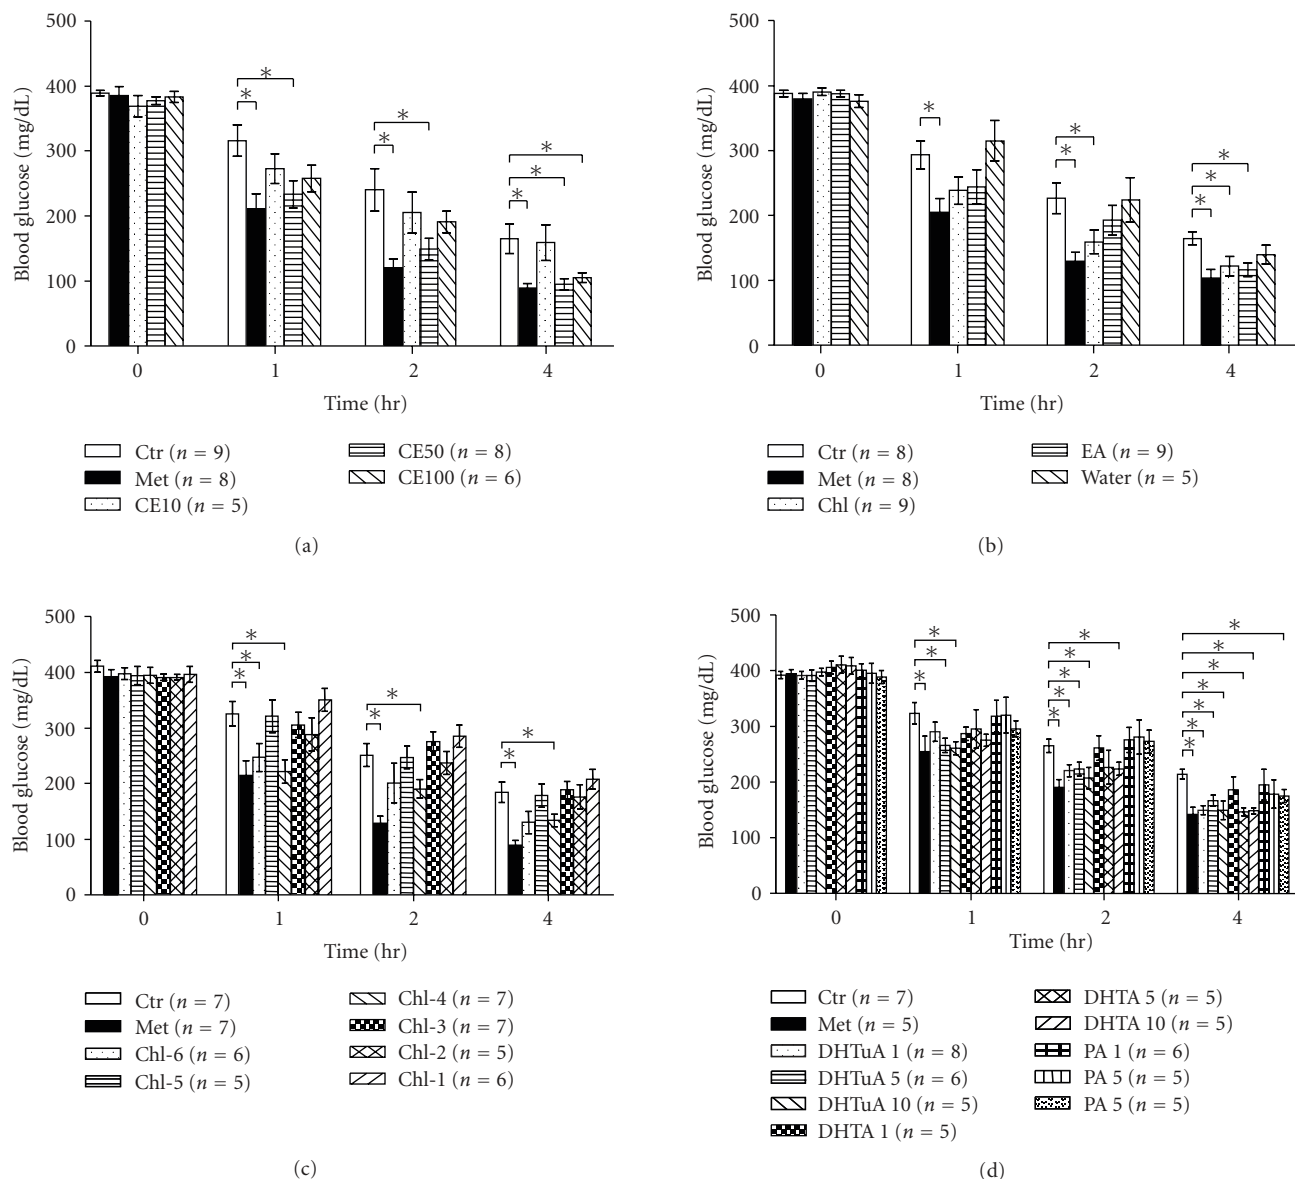 500
400
300
200
100
0
Blood glucose (mg/dL)
* * * * * * *
0 1 2 4
Time (hr)
Ctr (n = 9)
Met (n = 8)
CE10 (n = 5)
CE50 (n = 8)
CE100 (n = 6)
(a)
500
400
300
200
100
0
Blood glucose (mg/dL)
* * * * * *
0 1 2 4
Time (hr)
Ctr (n = 8)
Met (n = 8)
Chl (n = 9)
EA (n = 9)
Water (n = 5)
(b)
500
400
300
200
100
0
Blood glucose (mg/dL)
* * * * * * *
0 1 2 4
Time (hr)
Ctr (n = 7)
Met (n = 7)
Chl-6 (n = 6)
Chl-5 (n = 5)
Chl-4 (n = 7)
Chl-3 (n = 7)
Chl-2 (n = 5)
Chl-1 (n = 6)
(c)
500
400
300
200
100
0
Blood glucose (mg/dL)
* * * * * * * * * * * * * * *
0 1 2 4
Time (hr)
Ctr (n = 7)
Met (n = 5)
DHTuA 1 (n = 8)
DHTuA 5 (n = 6)
DHTuA 10 (n = 5)
DHTA 1 (n = 5)
DHTA 5 (n = 5)
DHTA 10 (n = 5)
PA 1 (n = 6)
PA 5 (n = 5)
PA 5 (n = 5)
(d)